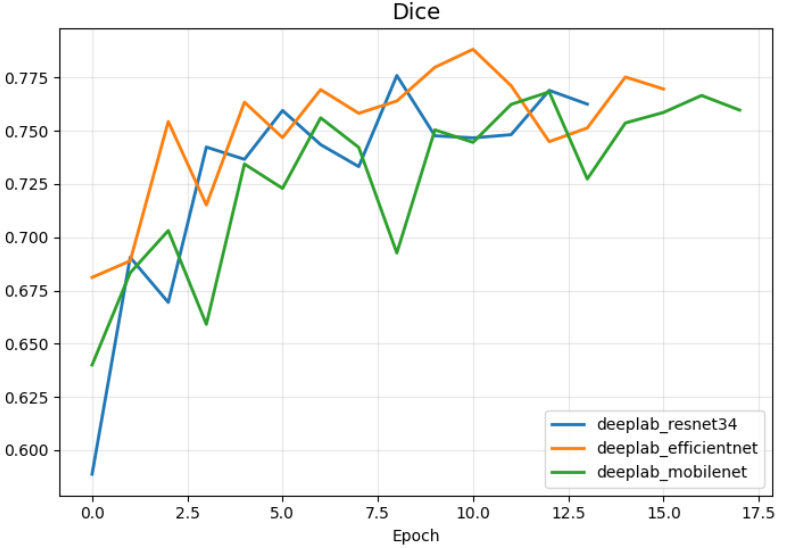 Dice
0.775
0.750
0.725
0.700
0.675
0.650
0.625
0.600
deeplab_resnet34
deeplab_efficientnet
deeplab_mobilenet
0.0 2.5 5.0 7.5 10.0 12.5 15.0 17.5
Epoch